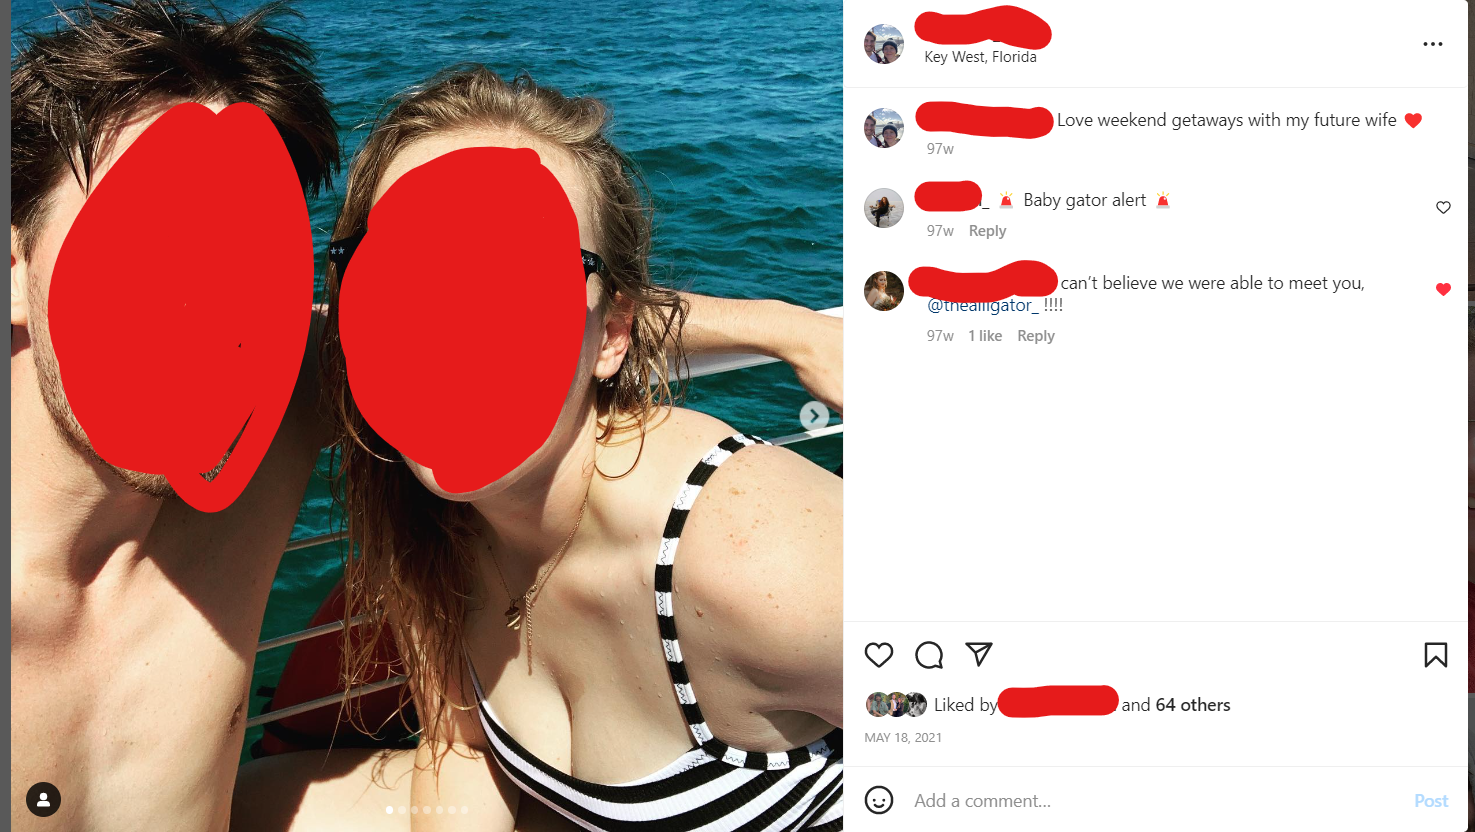 Key West, Florida
Love weekend getaways with my future wife ❤️
97w
_ 🚨 Baby gator alert 🚨
97w Reply
can't believe we were able to meet you,
@thealligator_ !!!!
97w 1 like Reply
Liked by and 64 others
MAY 18, 2021
Add a comment... Post